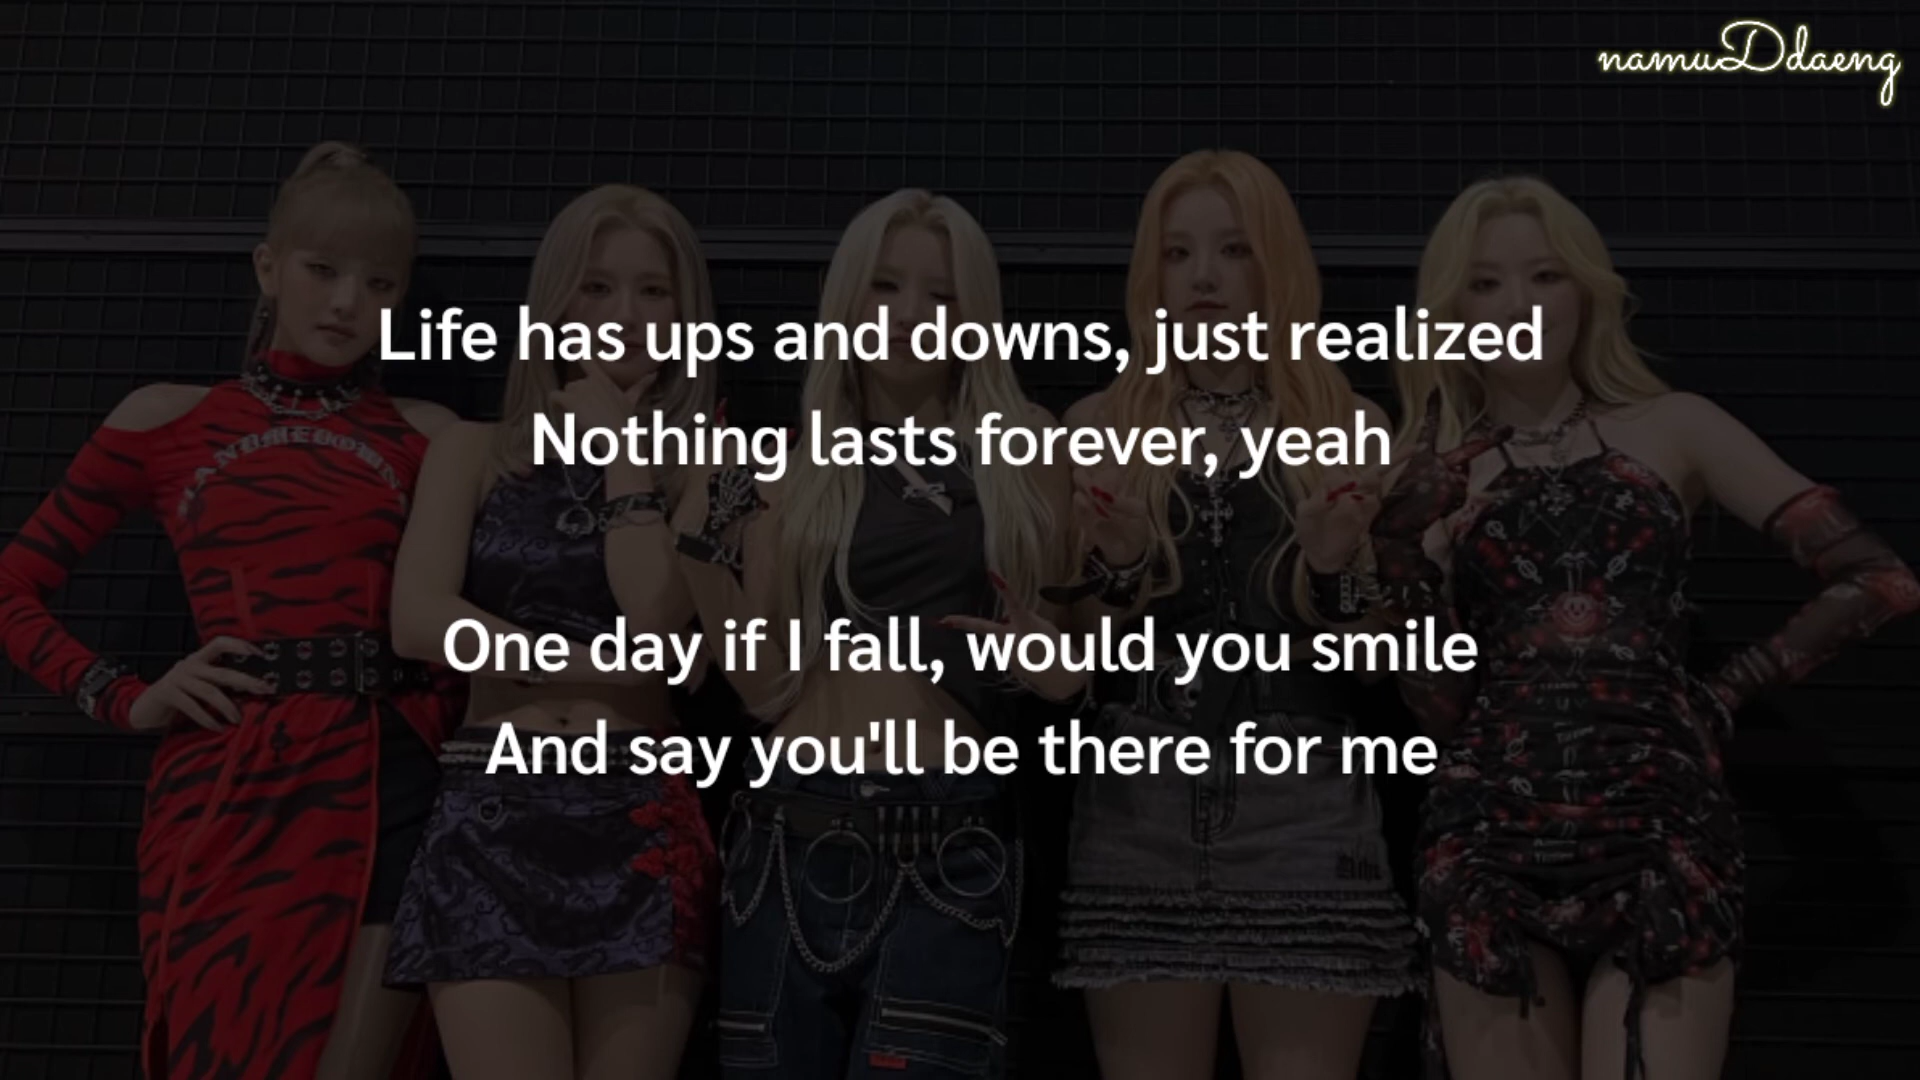 namuDdaeng
Life has ups and downs, just realized
Nothing lasts forever, yeah
One day if I fall, would you smile
And say you'll be there for me